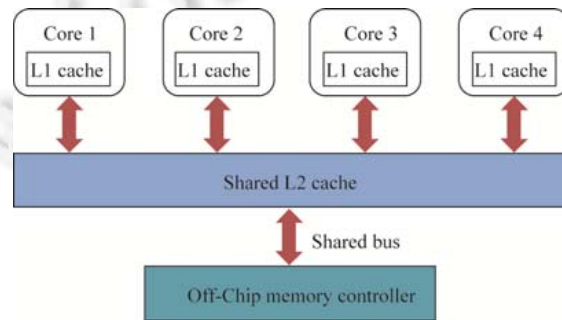 Core 1 Core 2 Core 3 Core 4
L1 cache L1 cache L1 cache L1 cache
Shared L2 cache
Shared bus
Off-Chip memory controller